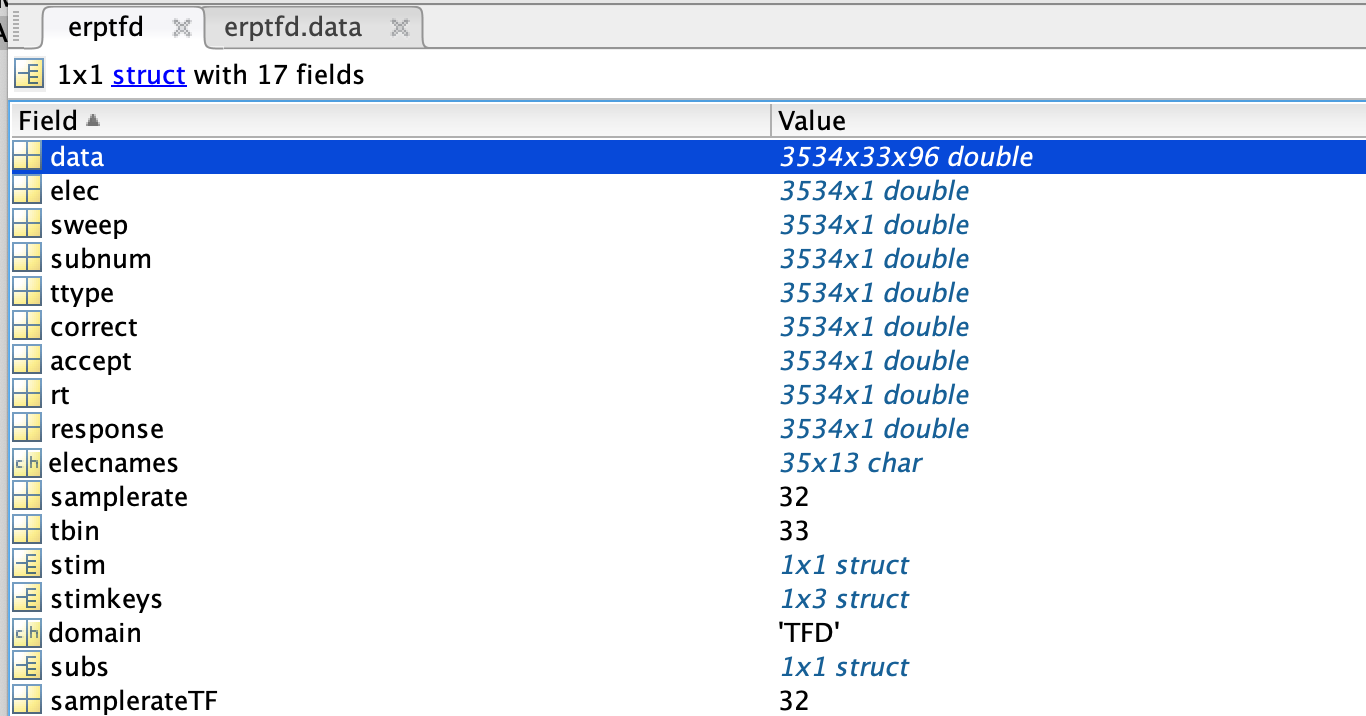 erptfd erptfd.data
1x1 struct with 17 fields
Field Value
data 3534x33x96 double
elec 3534x1 double
sweep 3534x1 double
subnum 3534x1 double
ttype 3534x1 double
correct 3534x1 double
accept 3534x1 double
rt 3534x1 double
response 3534x1 double
elecnames 35x13 char
samplerate 32
tbin 33
stim 1x1 struct
stimkeys 1x3 struct
domain 'TFD'
subs 1x1 struct
samplerateTF 32